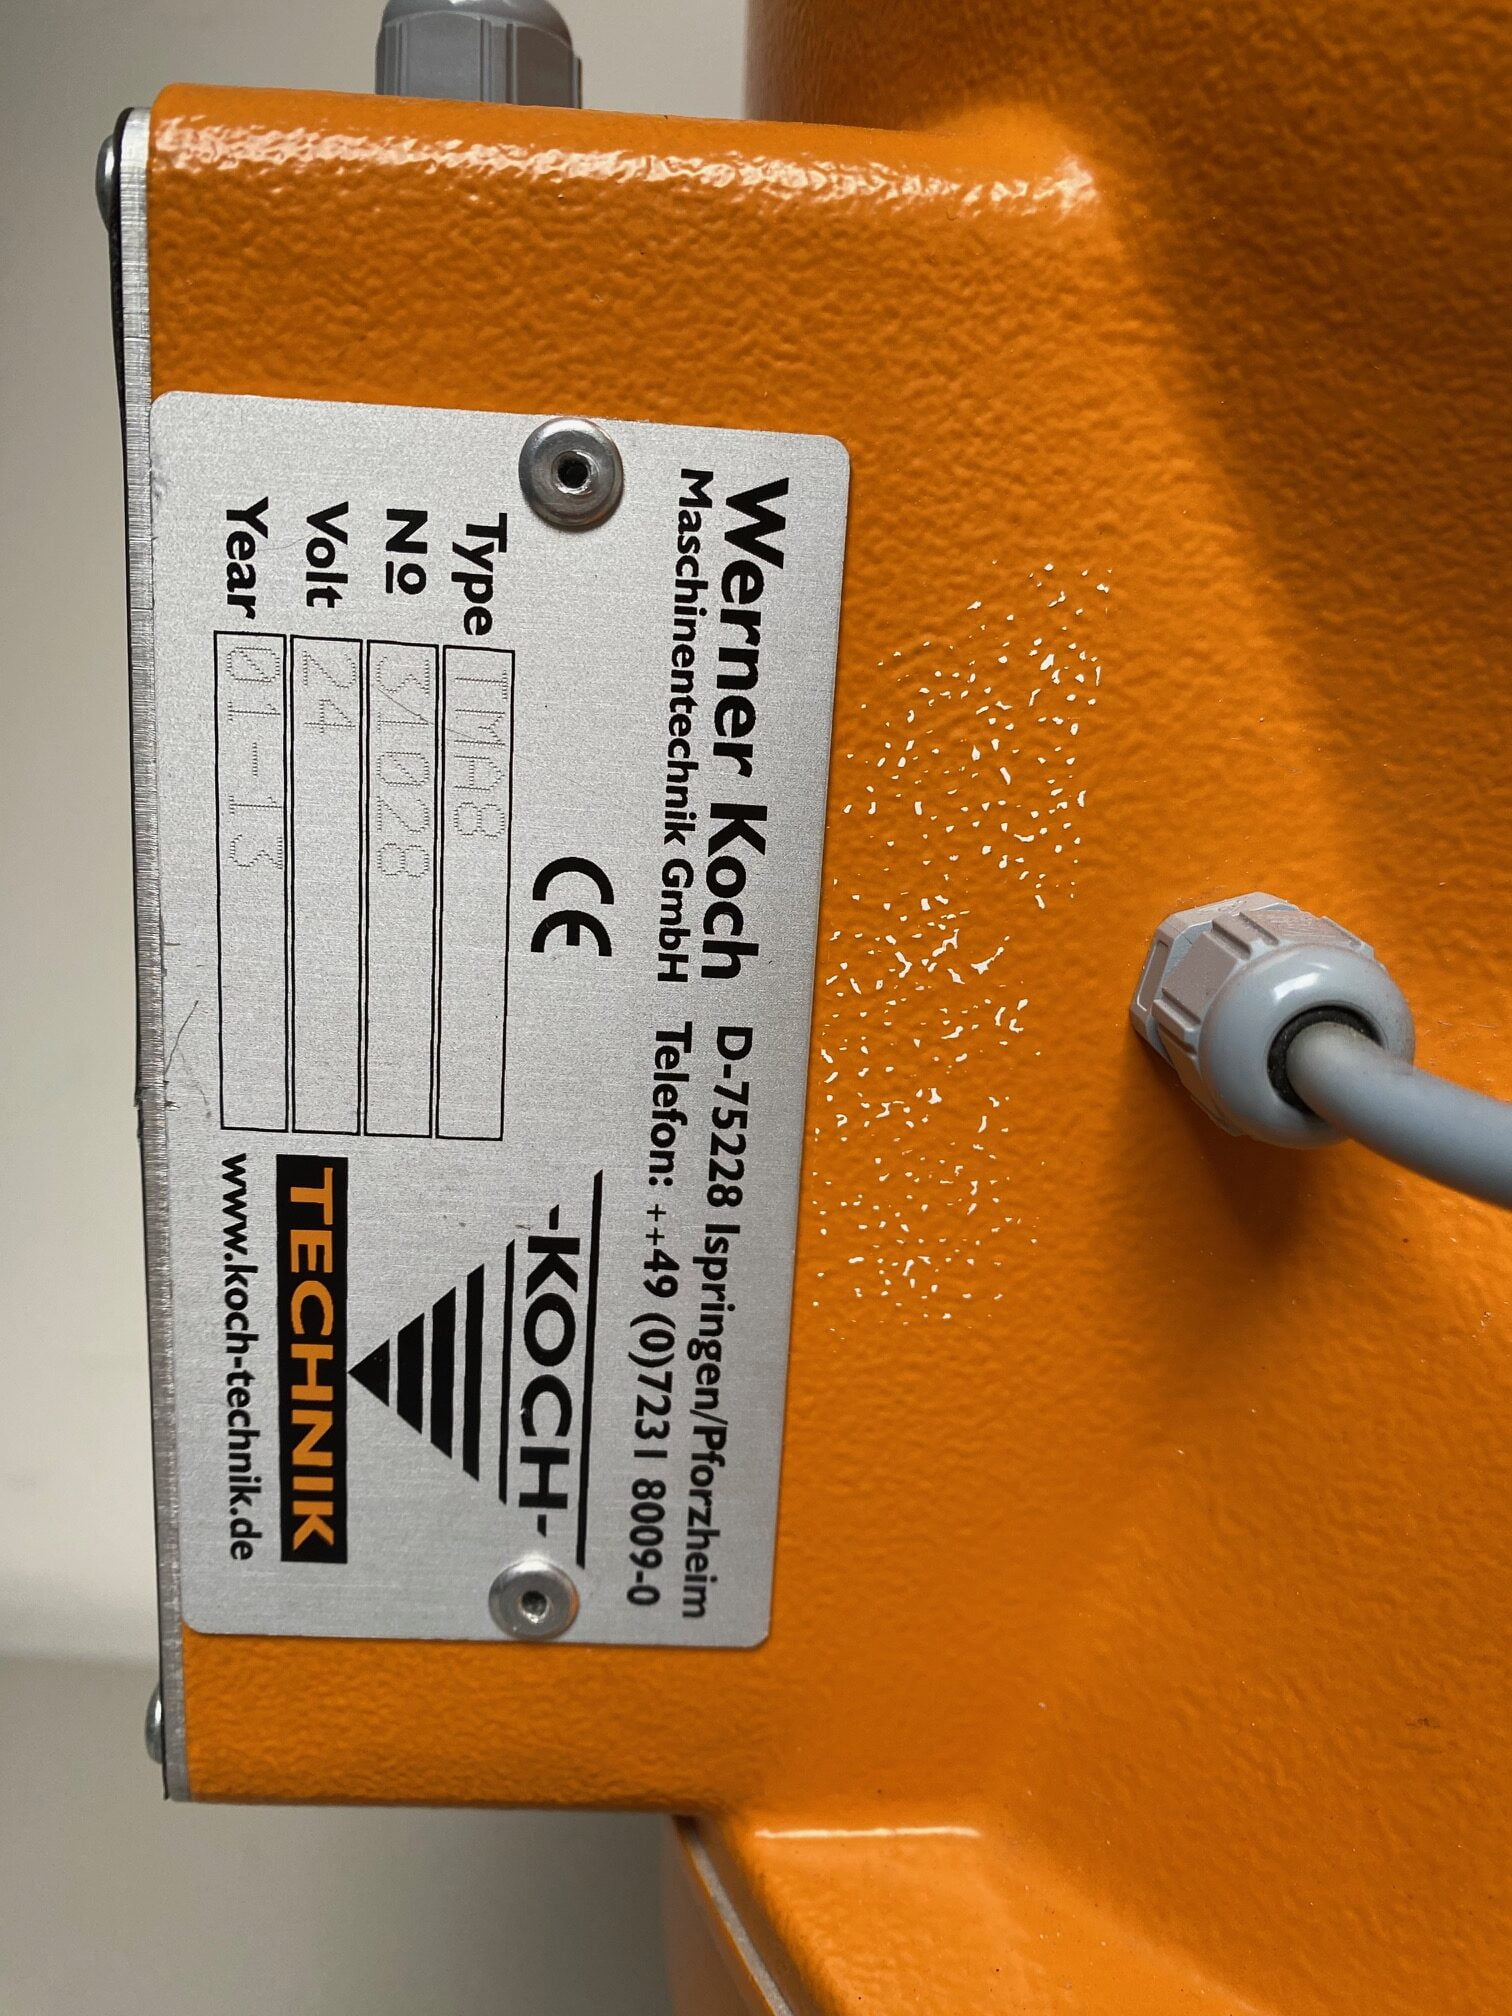 Werner Koch D-75228 Ispringen/Pforzheim
Maschinentechnik GmbH Telefon: ++49 (0)7231 8009-0
CE
-KOCH-
TECHNIK
www.koch-technik.de
Type TMA8
No 31028
Volt 24
Year 01-13